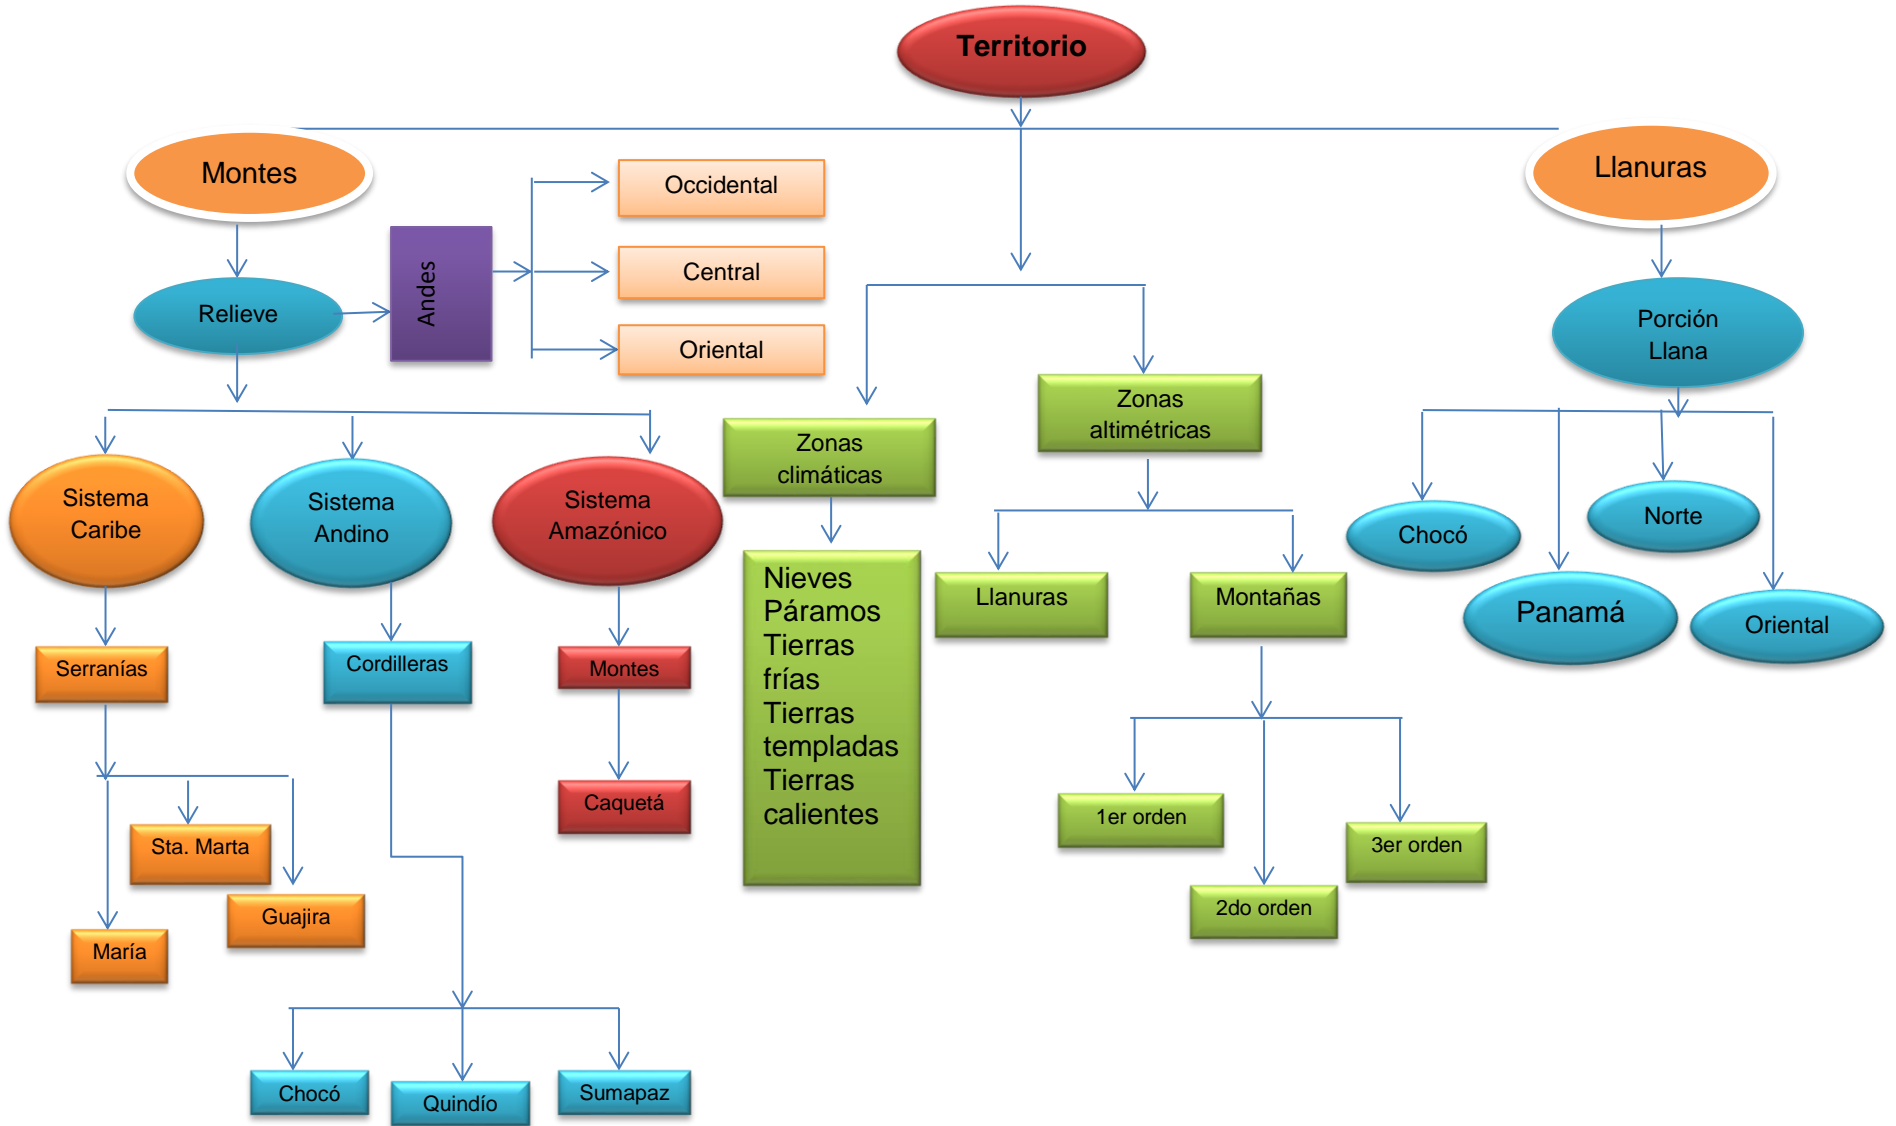 Territorio
Montes
Llanuras
Occidental
Central
Oriental
Andes
Relieve
Porción
Llana
Zonas
climáticas
Zonas
altimétricas
Sistema
Caribe
Sistema
Andino
Sistema
Amazónico
Chocó
Norte
Panamá
Oriental
Nieves
Páramos
Tierras
frías
Tierras
templadas
Tierras
calientes
Llanuras
Montañas
Serranías
Cordilleras
Montes
Caquetá
1er orden
3er orden
2do orden
Sta. Marta
Guajira
María
Chocó
Quindío
Sumapaz